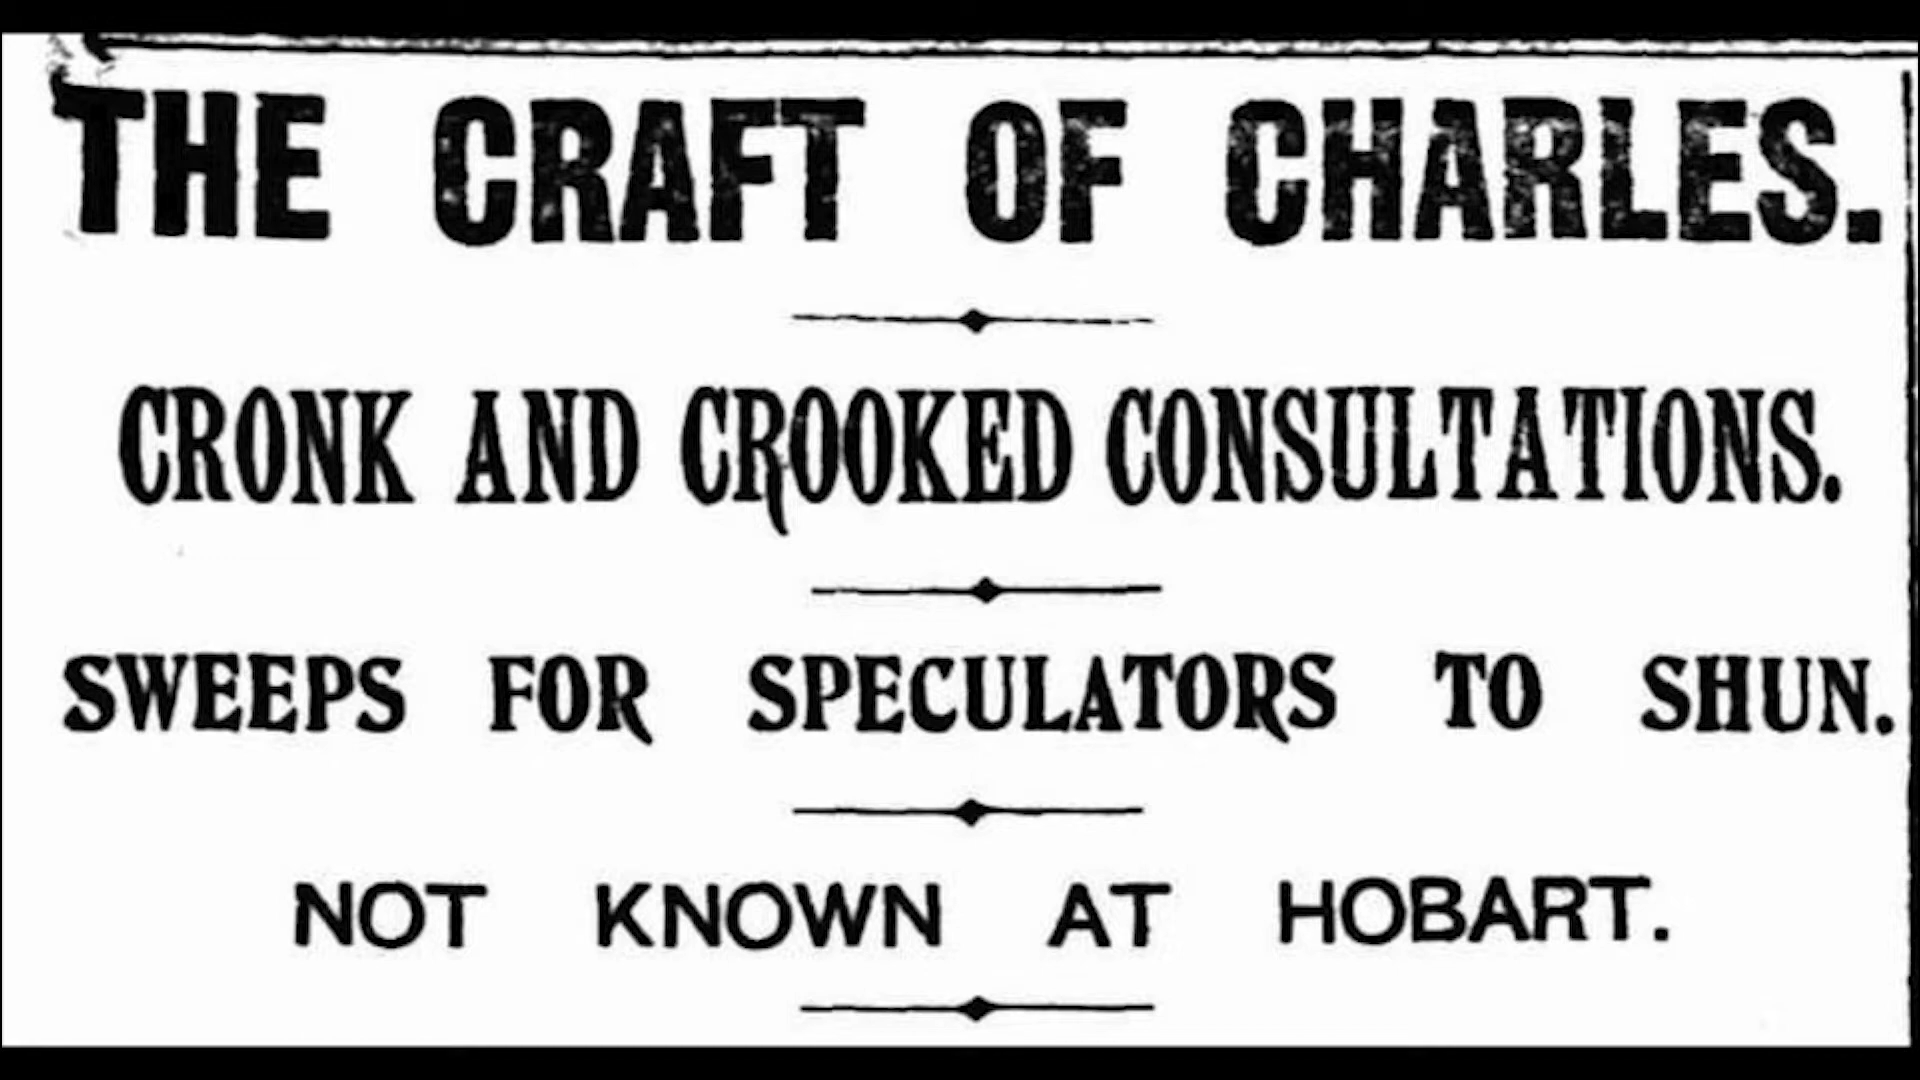 THE CRAFT OF CHARLES.
CRONK AND CROOKED CONSULTATIONS.
SWEEPS FOR SPECULATORS TO SHUN.
NOT KNOWN AT HOBART.